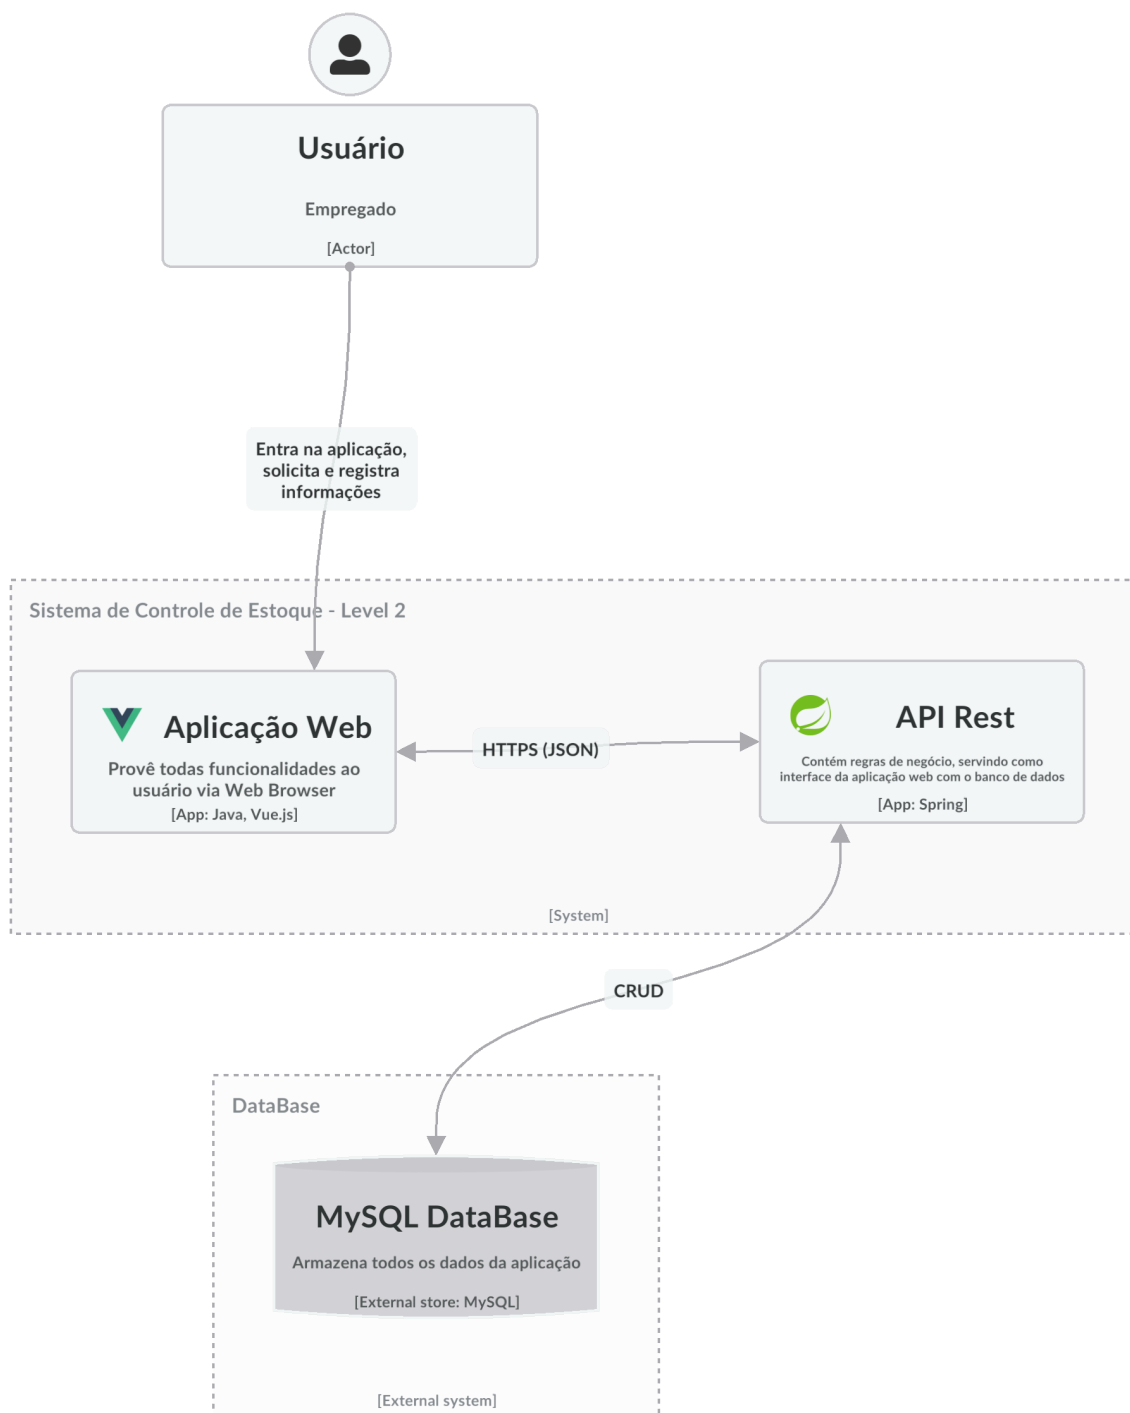 Usuário
Empregado
[Actor]
Entra na aplicação,
solicita e registra
informações
Sistema de Controle de Estoque - Level 2
Aplicação Web
Provê todas funcionalidades ao
usuário via Web Browser
[App: Java, Vue.js]
HTTPS (JSON)
API Rest
Contém regras de negócio, servindo como
interface da aplicação web com o banco de dados
[App: Spring]
[System]
CRUD
DataBase
MySQL DataBase
Armazena todos os dados da aplicação
[External store: MySQL]
[External system]